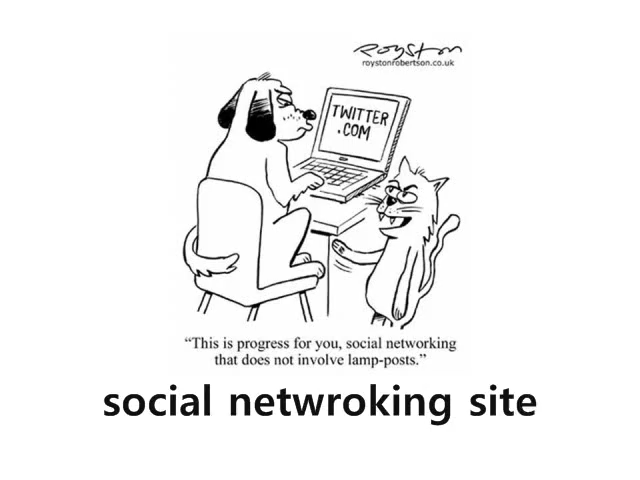 Royston
roystonrobertson.co.uk
TWITTER
.COM
“This is progress for you, social networking
that does not involve lamp-posts.”
social netwroking site